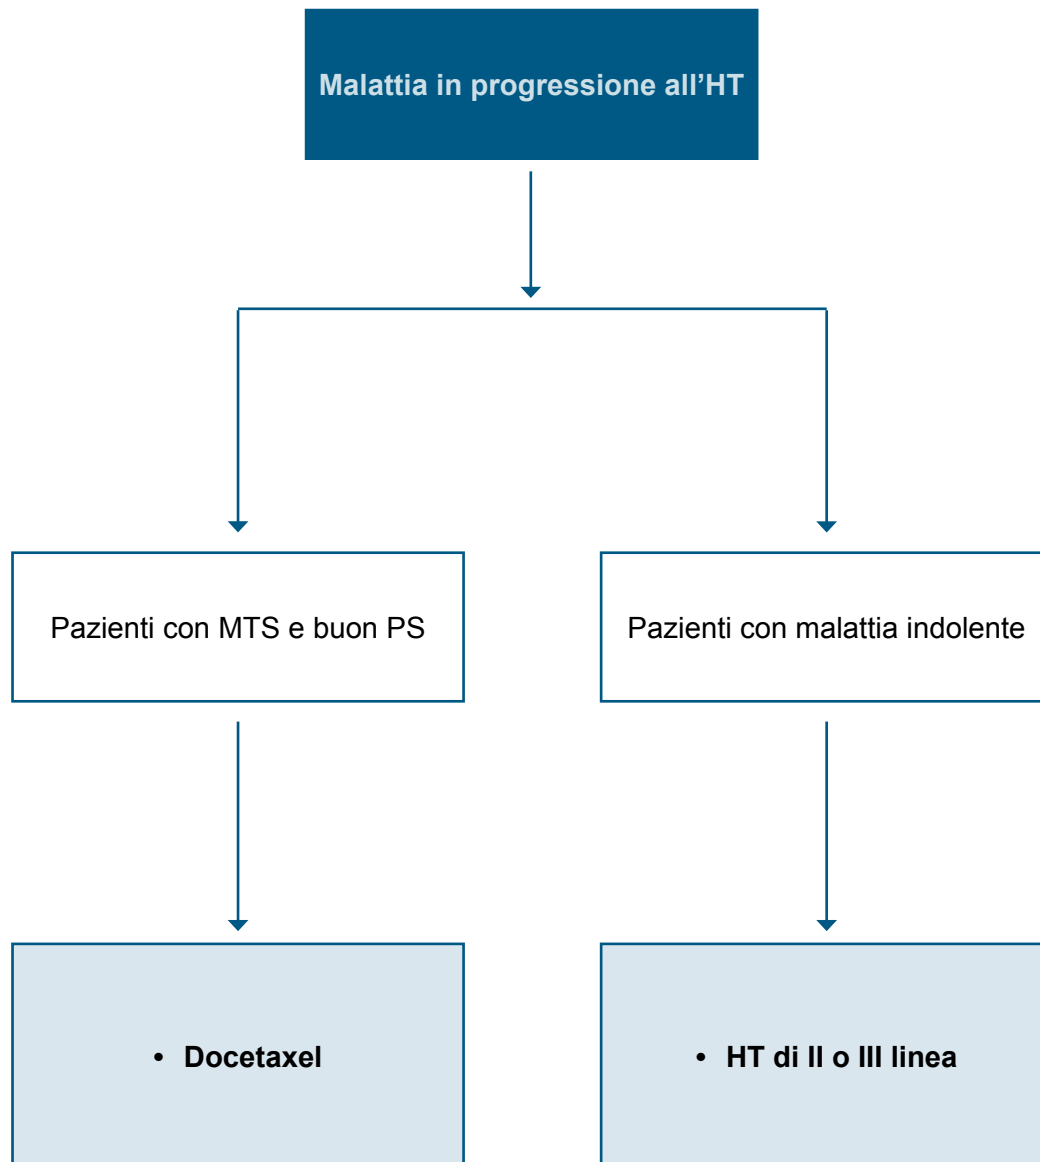 Malattia in progressione all’HT
Pazienti con MTS e buon PS
Pazienti con malattia indolente
• Docetaxel
• HT di II o III linea